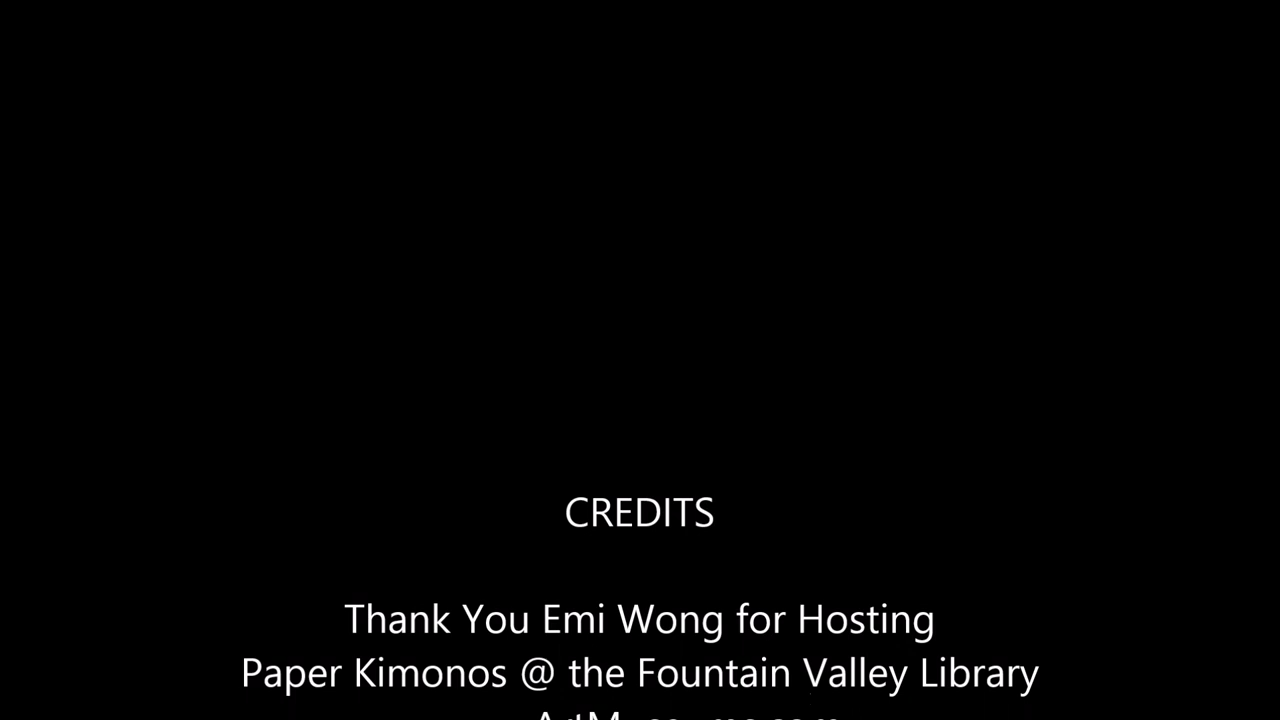 CREDITS
Thank You Emi Wong for Hosting
Paper Kimonos @ the Fountain Valley Library